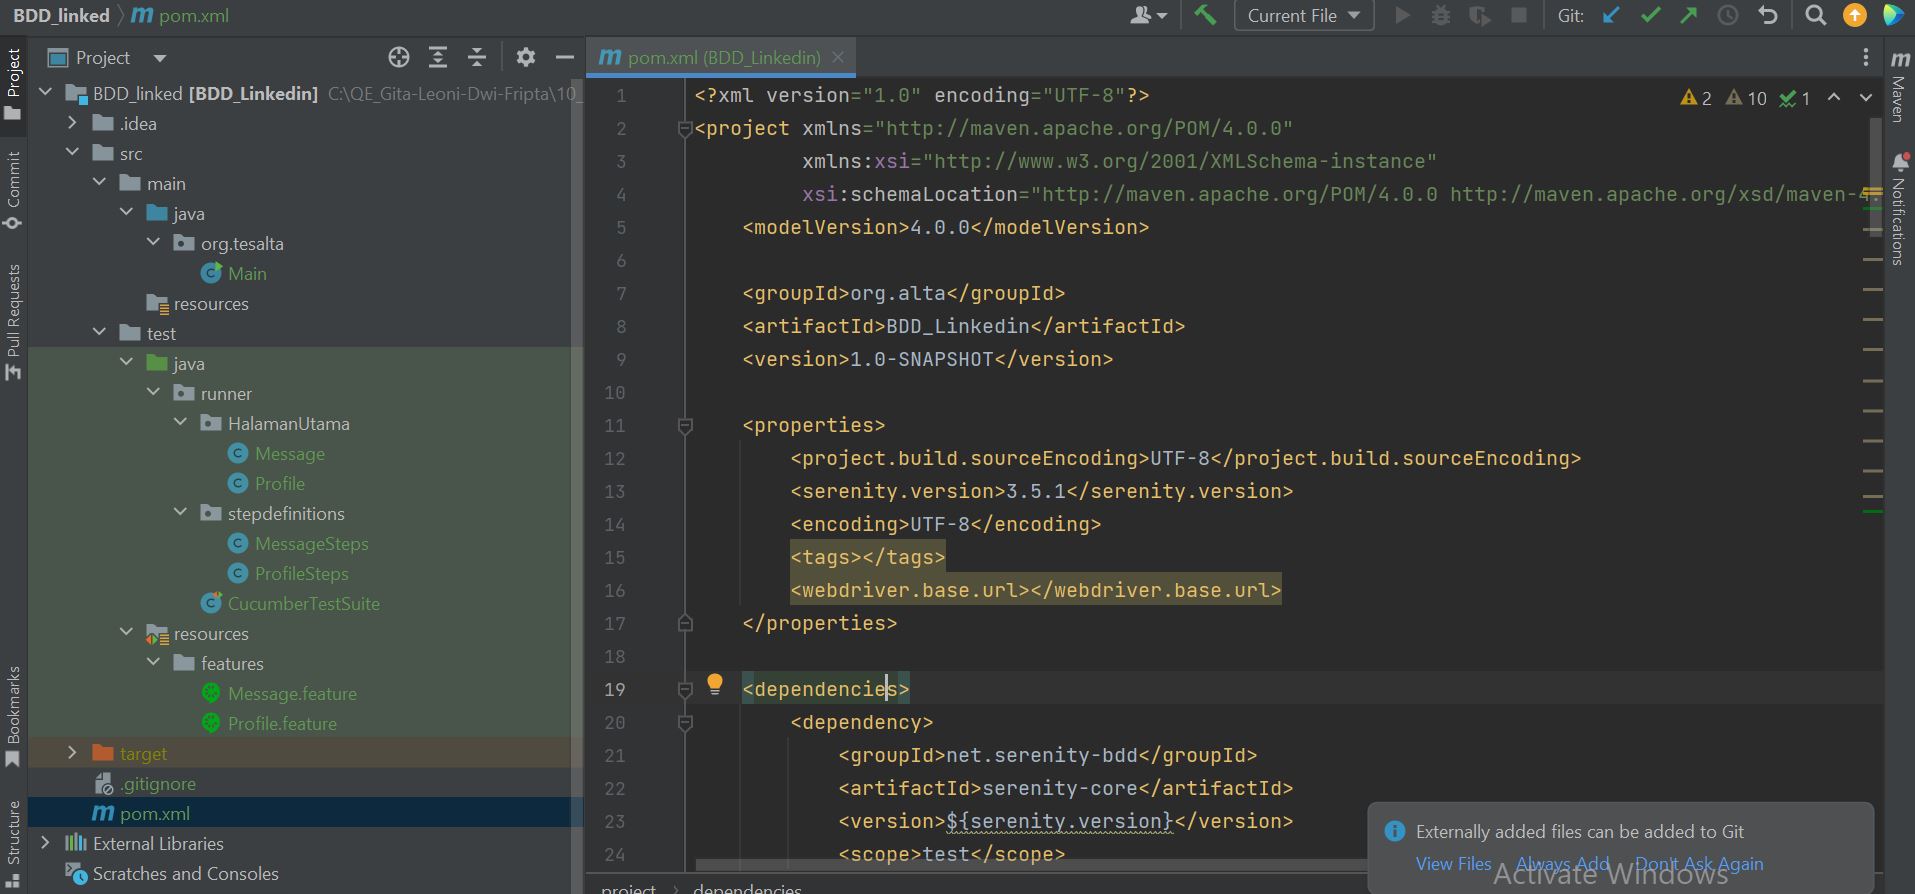 BDD_linked
pom.xml
Current File
Git:
Project
pom.xml (BDD_Linkedin)
BDD_linked [BDD_Linkedin] C:\QE_Gita-Leoni-Dwi-Fripta\10_
.idea
src
main
java
org.tesalta
Main
resources
test
java
runner
HalamanUtama
Message
Profile
stepdefinitions
MessageSteps
ProfileSteps
CucumberTestSuite
resources
features
Message.feature
Profile.feature
target
.gitignore
pom.xml
External Libraries
Scratches and Consoles
Project
Commit
Pull Requests
Bookmarks
Structure
1 <?xml version="1.0" encoding="UTF-8"?>
2 <project xmlns="http://maven.apache.org/POM/4.0.0"
3 xmlns:xsi="http://www.w3.org/2001/XMLSchema-instance"
4 xsi:schemaLocation="http://maven.apache.org/POM/4.0.0 http://maven.apache.org/xsd/maven-4.
5 <modelVersion>4.0.0</modelVersion>
6
7 <groupId>org.alta</groupId>
8 <artifactId>BDD_Linkedin</artifactId>
9 <version>1.0-SNAPSHOT</version>
10
11 <properties>
12 <project.build.sourceEncoding>UTF-8</project.build.sourceEncoding>
13 <serenity.version>3.5.1</serenity.version>
14 <encoding>UTF-8</encoding>
15 <tags></tags>
16 <webdriver.base.url></webdriver.base.url>
17 </properties>
18
19 <dependencies>
20 <dependency>
21 <groupId>net.serenity-bdd</groupId>
22 <artifactId>serenity-core</artifactId>
23 <version>${serenity.version}</version>
24 <scope>test</scope>
2 10 1
Maven
Notifications
Externally added files can be added to Git
View Files Always Add Don't Ask Again
Activate Windows
project dependencies